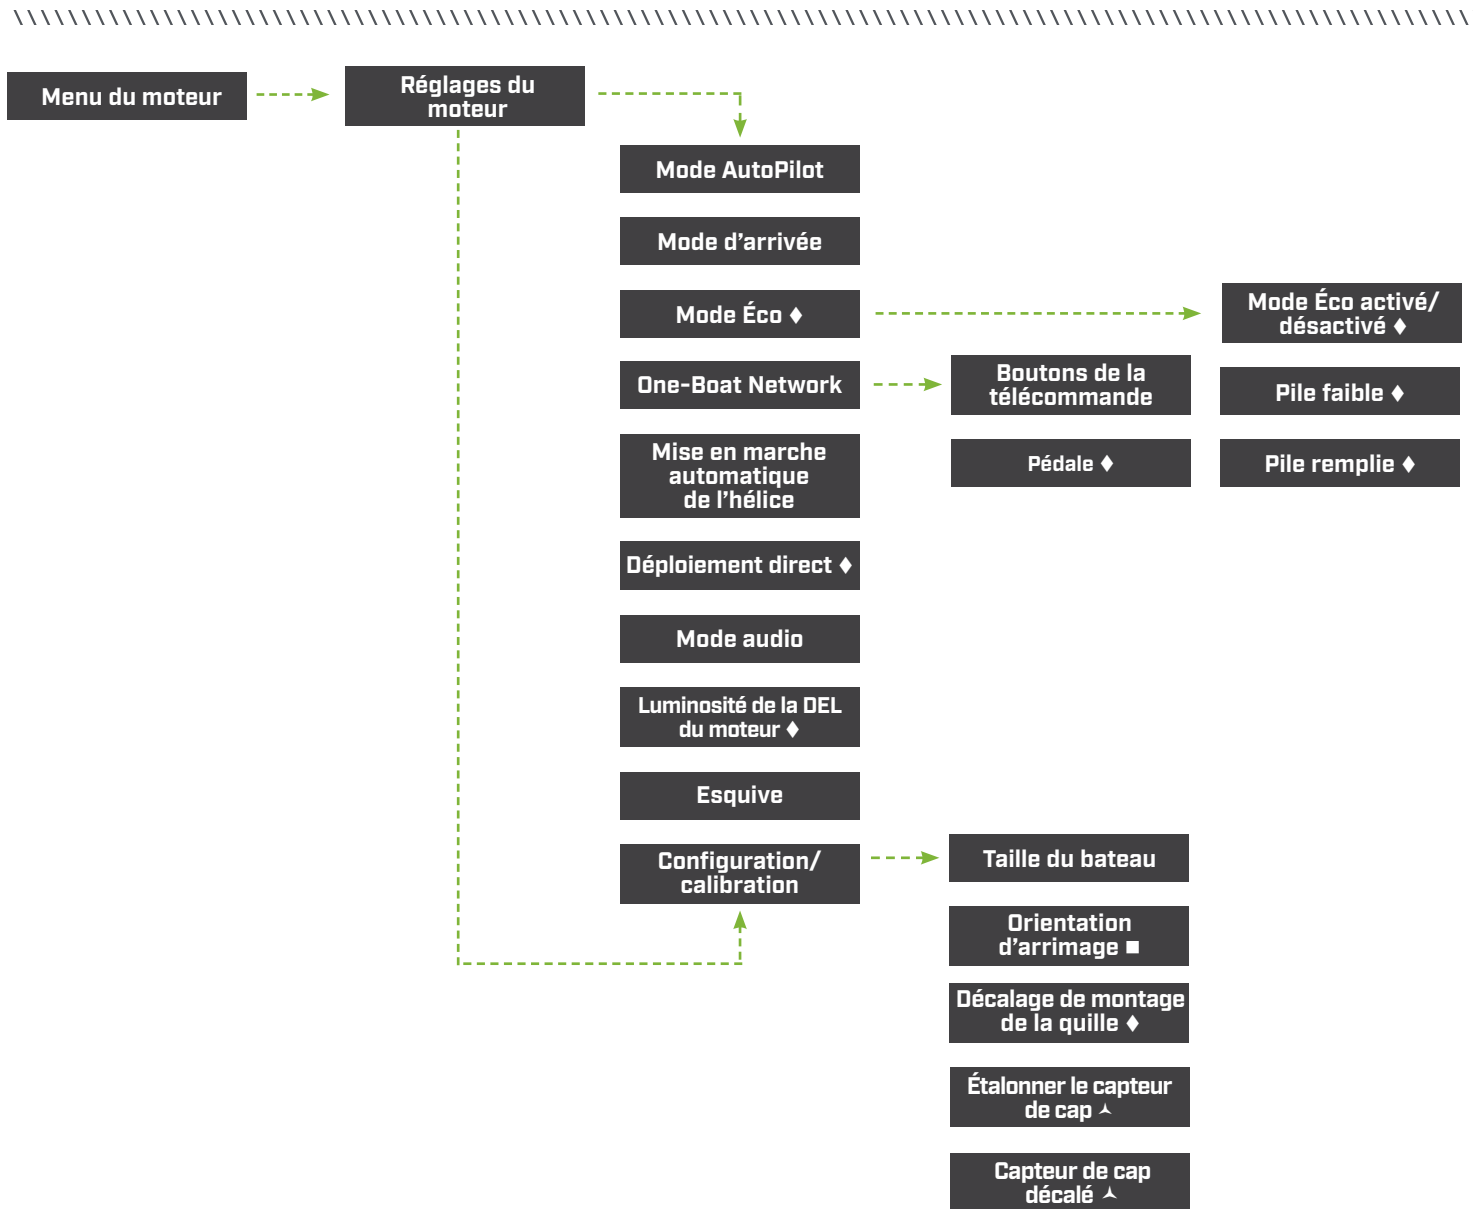 Menu du moteur
Réglages du
moteur
Mode AutoPilot
Mode d’arrivée
Mode Éco ♦
Mode Éco activé/
désactivé ♦
One-Boat Network
Boutons de la
télécommande
Pile faible ♦
Mise en marche
automatique
de l’hélice
Pédale ♦
Pile remplie ♦
Déploiement direct ♦
Mode audio
Luminosité de la DEL
du moteur ♦
Esquive
Configuration/
calibration
Taille du bateau
Orientation
d’arrimage ■
Décalage de montage
de la quille ♦
Étalonner le capteur
de cap ⅄
Capteur de cap
décalé ⅄